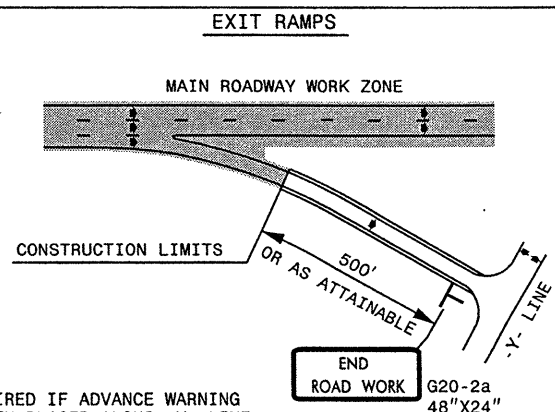 EXIT RAMPS
MAIN ROADWAY WORK ZONE
CONSTRUCTION LIMITS
500'
OR AS ATTAINABLE
-Y- LINE
END
ROAD WORK
G20-2a
48"X24"
IRED IF ADVANCE WARNING